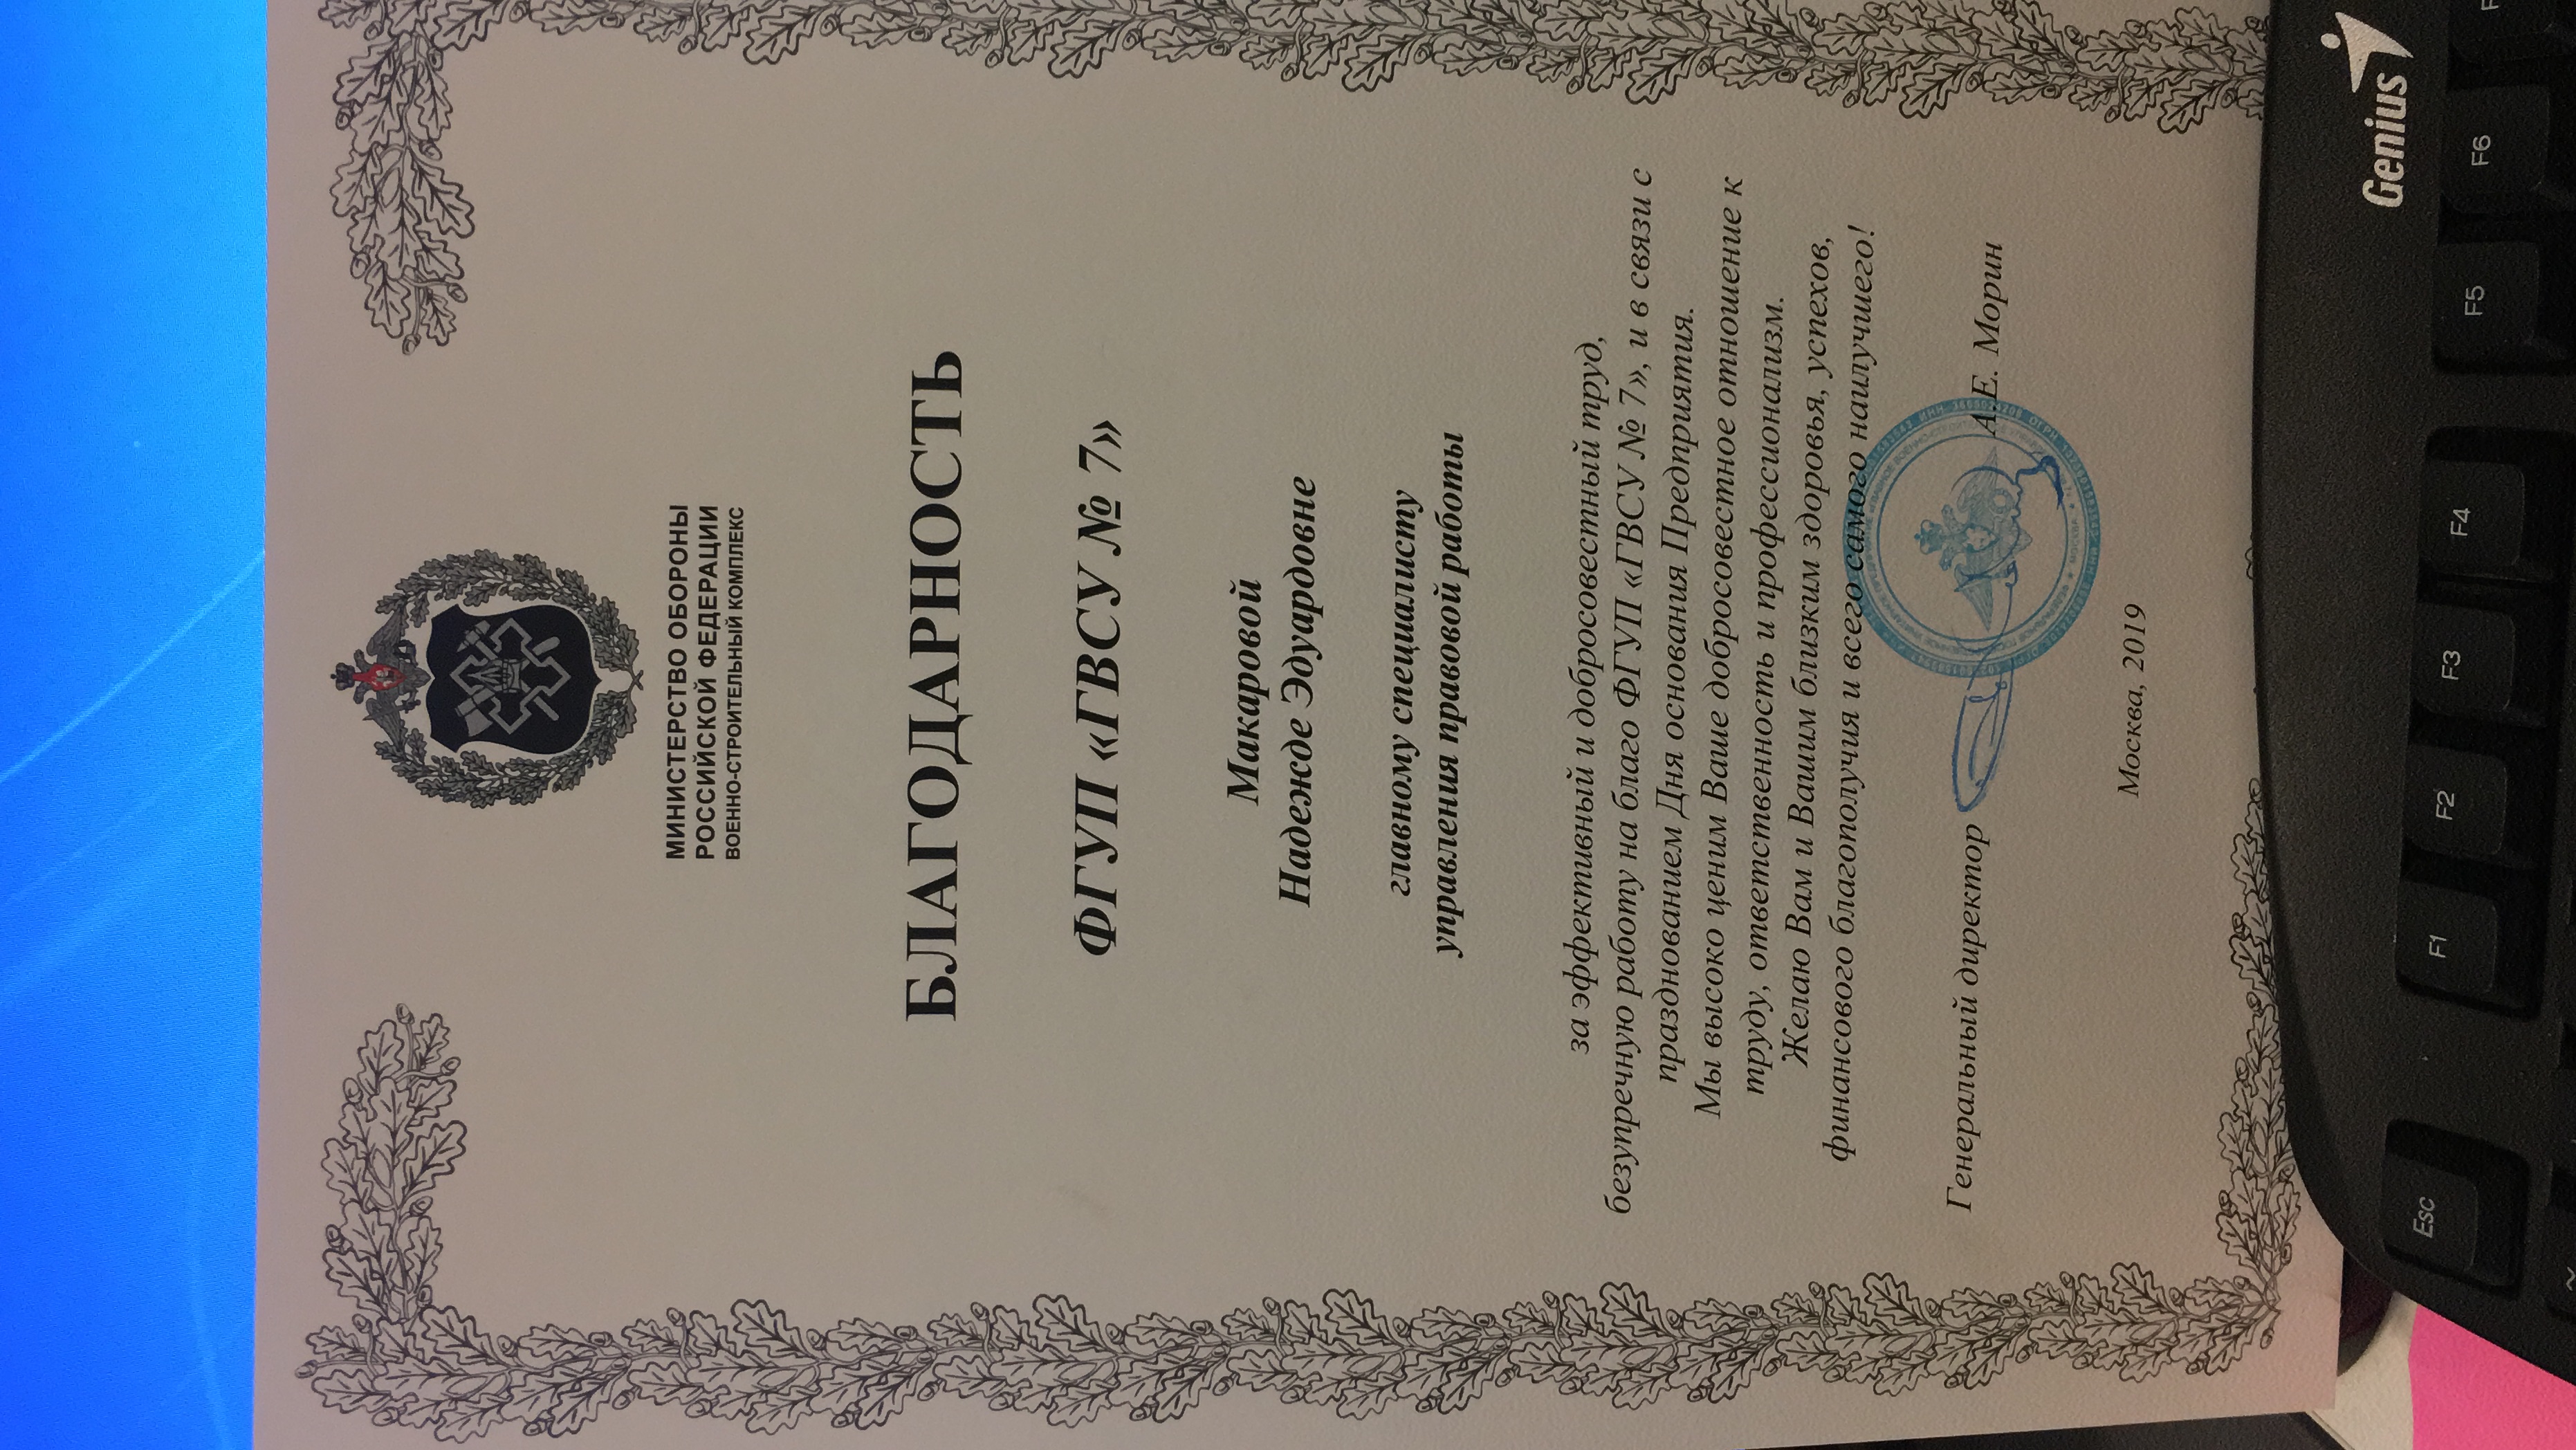 МИНИСТЕРСТВО ОБОРОНЫ
РОССИЙСКОЙ ФЕДЕРАЦИИ
ВОЕННО-СТРОИТЕЛЬНЫЙ КОМПЛЕКС
БЛАГОДАРНОСТЬ
ФГУП «ГВСУ № 7»
Макаровой
Надежде Эдуардовне
главному специалисту
управления правовой работы
за эффективный и добросовестный труд,
безупречную работу на благо ФГУП «ГВСУ № 7», и в связи с
празднованием Дня основания Предприятия.
Мы высоко ценим Ваше добросовестное отношение к
труду, ответственность и профессионализм.
Желаю Вам и Вашим близким здоровья, успехов,
финансового благополучия и всего самого наилучшего!
Генеральный директор А.Е. Морин
Москва, 2019
Genius
Esc F1 F2 F3 F4 F5 F6